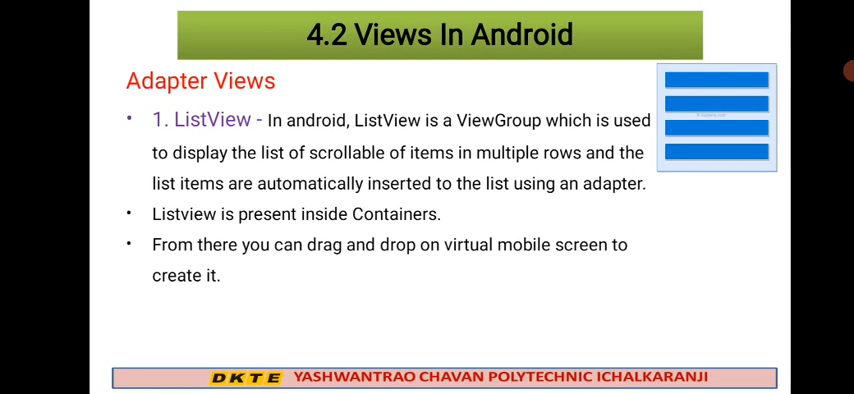 4.2 Views In Android
Adapter Views
• 1. ListView - In android, ListView is a ViewGroup which is used
to display the list of scrollable of items in multiple rows and the
list items are automatically inserted to the list using an adapter.
• Listview is present inside Containers.
• From there you can drag and drop on virtual mobile screen to
create it.
DKTE YASHWANTRAO CHAVAN POLYTECHNIC ICHALKARANJI